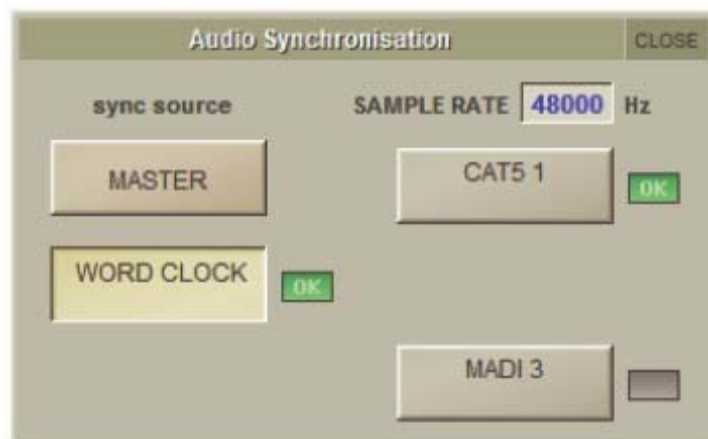 Audio Synchronisation CLOSE
sync source SAMPLE RATE 48000 Hz
MASTER CAT5 1 OK
WORD CLOCK OK
MADI 3